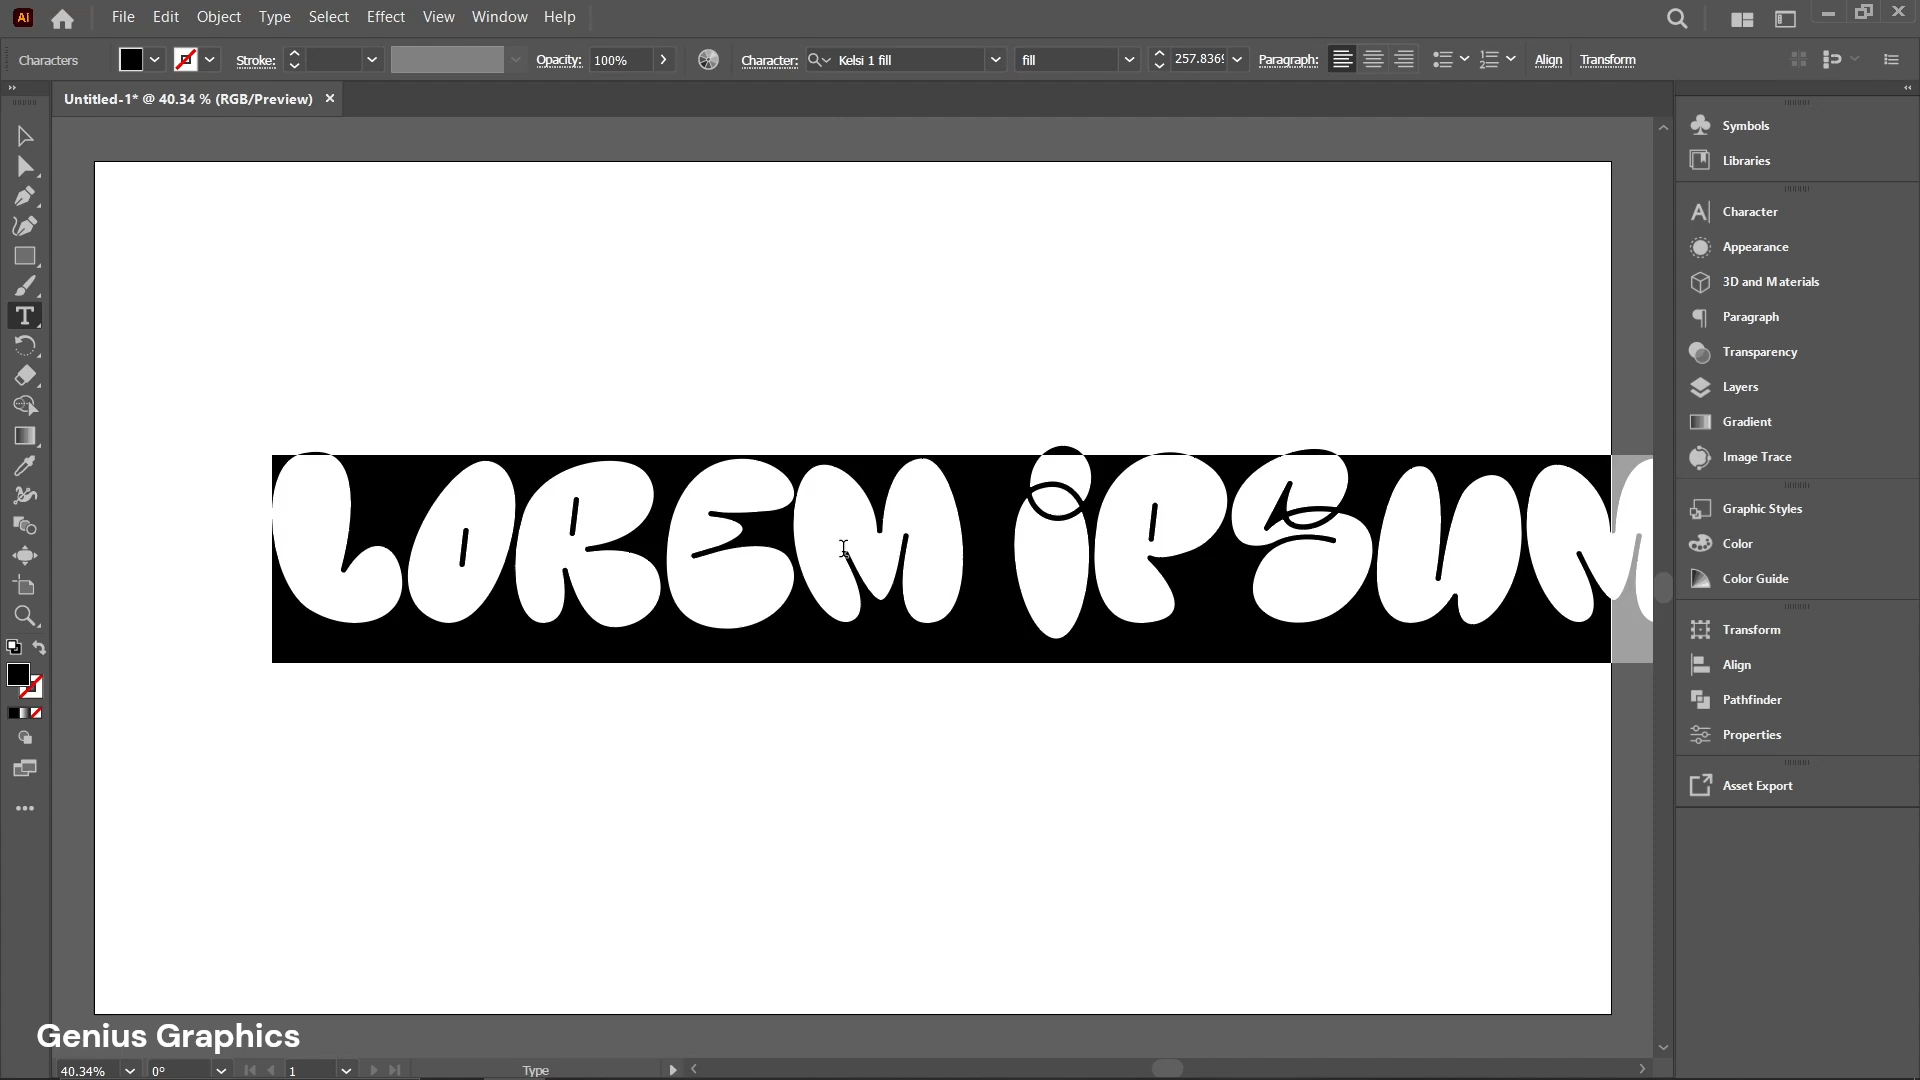 Ai File Edit Object Type Select Effect View Window Help
Characters Stroke: Opacity: 100% Character: Kelsi 1 fill fill 257.836 Paragraph: Align Transform
Untitled-1* @ 40.34 % (RGB/Preview) ×
Symbols
Libraries
Character
Appearance
3D and Materials
Paragraph
Transparency
Layers
Gradient
Image Trace
Graphic Styles
Color
Color Guide
Transform
Align
Pathfinder
Properties
Asset Export
LOREM IPSUM
Genius Graphics
40.34% 0° 1 Type